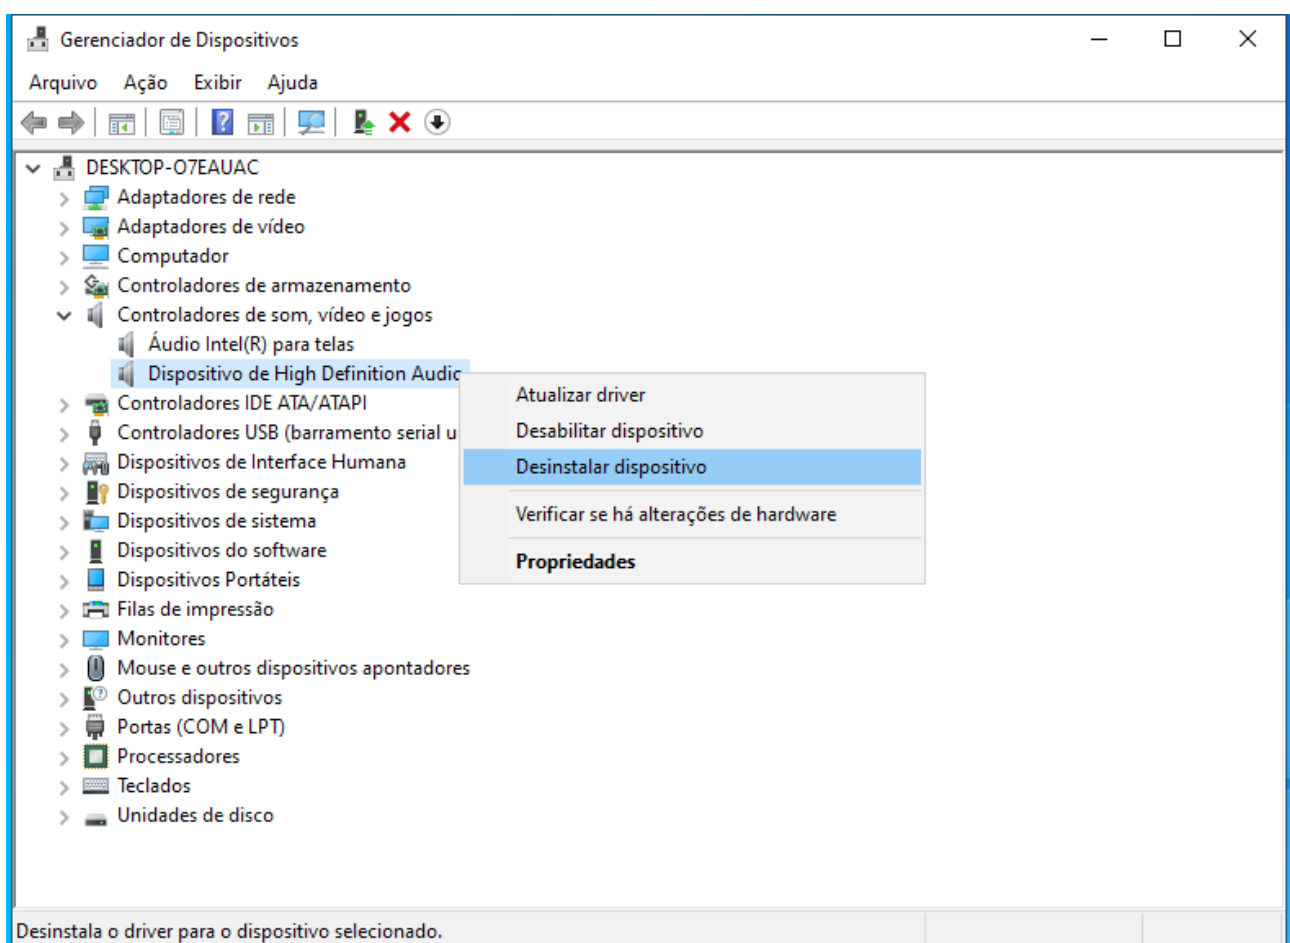 Gerenciador de Dispositivos
Arquivo Ação Exibir Ajuda
DESKTOP-O7EAUAC
Adaptadores de rede
Adaptadores de vídeo
Computador
Controladores de armazenamento
Controladores de som, vídeo e jogos
Áudio Intel(R) para telas
Dispositivo de High Definition Audio
Controladores IDE ATA/ATAPI
Controladores USB (barramento serial u
Dispositivos de Interface Humana
Dispositivos de segurança
Dispositivos de sistema
Dispositivos do software
Dispositivos Portáteis
Filas de impressão
Monitores
Mouse e outros dispositivos apontadores
Outros dispositivos
Portas (COM e LPT)
Processadores
Teclados
Unidades de disco
Atualizar driver
Desabilitar dispositivo
Desinstalar dispositivo
Verificar se há alterações de hardware
Propriedades
Desinstala o driver para o dispositivo selecionado.